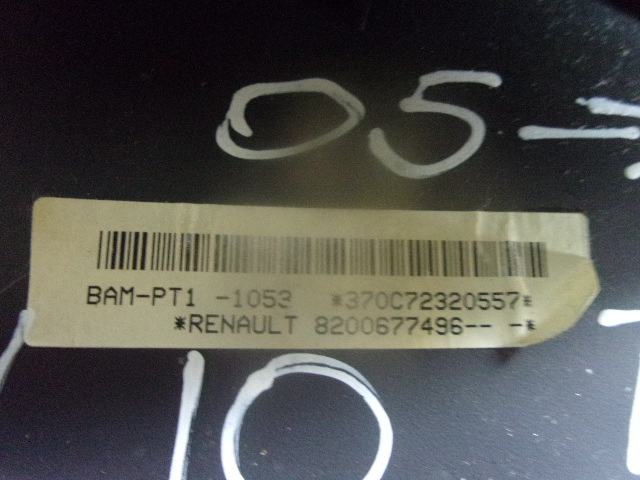 05→
BAM-PT1 -1053 *370C72320557*
*RENAULT 8200677496-- -*
10